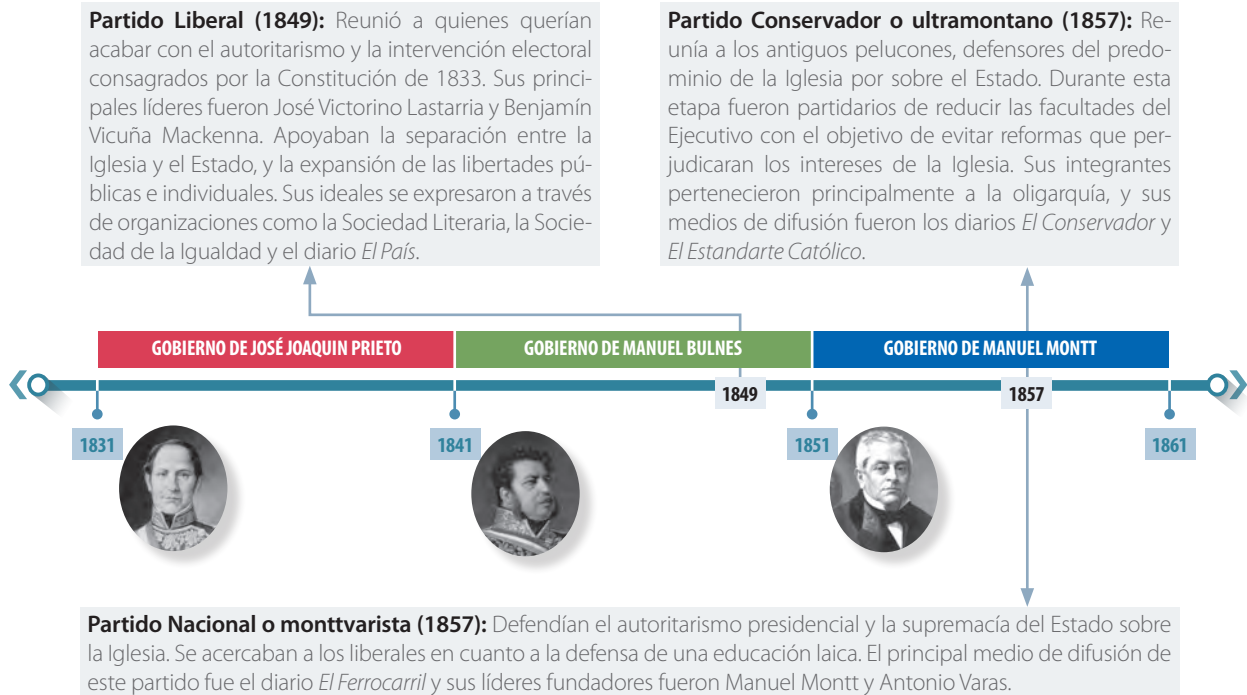 Partido Liberal (1849): Reunió a quienes querían
acabar con el autoritarismo y la intervención electoral
consagrados por la Constitución de 1833. Sus princi-
pales líderes fueron José Victorino Lastarria y Benjamín
Vicuña Mackenna. Apoyaban la separación entre la
Iglesia y el Estado, y la expansión de las libertades pú-
blicas e individuales. Sus ideales se expresaron a través
de organizaciones como la Sociedad Literaria, la Socie-
dad de la Igualdad y el diario El País.
Partido Conservador o ultramontano (1857): Re-
unía a los antiguos pelucones, defensores del predo-
minio de la Iglesia por sobre el Estado. Durante esta
etapa fueron partidarios de reducir las facultades del
Ejecutivo con el objetivo de evitar reformas que per-
judicaran los intereses de la Iglesia. Sus integrantes
pertenecieron principalmente a la oligarquía, y sus
medios de difusión fueron los diarios El Conservador y
El Estandarte Católico.
GOBIERNO DE JOSÉ JOAQUIN PRIETO
GOBIERNO DE MANUEL BULNES
GOBIERNO DE MANUEL MONTT
1849
1857
1831
1841
1851
1861
Partido Nacional o monttvarista (1857): Defendían el autoritarismo presidencial y la supremacía del Estado sobre
la Iglesia. Se acercaban a los liberales en cuanto a la defensa de una educación laica. El principal medio de difusión de
este partido fue el diario El Ferrocarril y sus líderes fundadores fueron Manuel Montt y Antonio Varas.